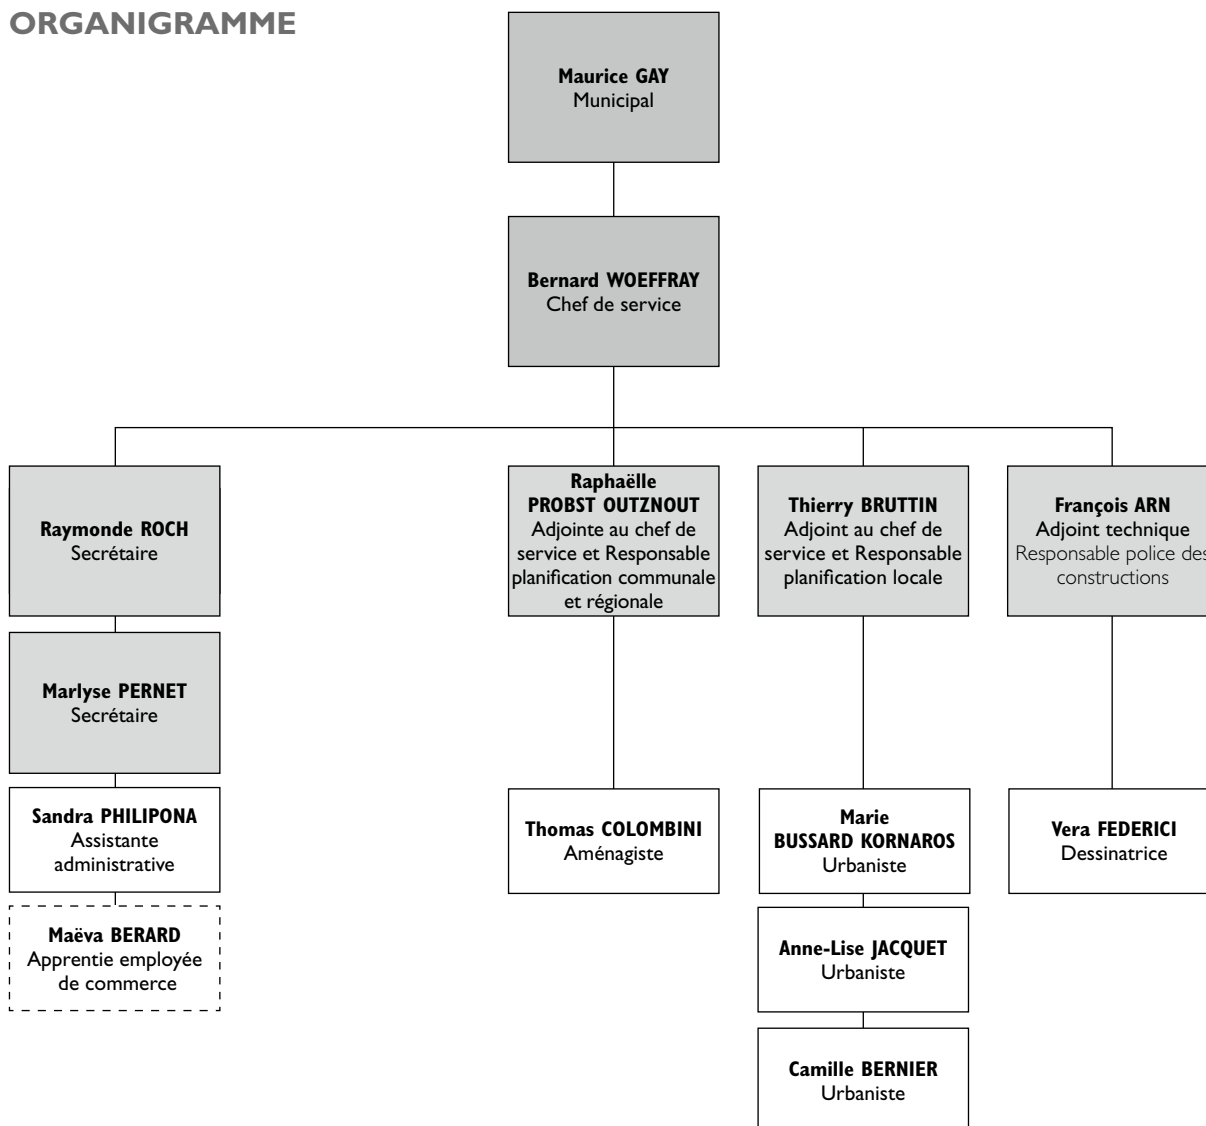 ORGANIGRAMME
Maurice GAY
Municipal
Bernard WOEFFRAY
Chef de service
Raymonde ROCH
Secrétaire
Marlyse PERNET
Secrétaire
Sandra PHILIPONA
Assistante
administrative
Maëva BERARD
Apprentie employée
de commerce
Raphaëlle
PROBST OUTZNOUT
Adjointe au chef de
service et Responsable
planification communale
et régionale
Thomas COLOMBINI
Aménagiste
Thierry BRUTTIN
Adjoint au chef de
service et Responsable
planification locale
Marie
BUSSARD KORNAROS
Urbaniste
Anne-Lise JACQUET
Urbaniste
Camille BERNIER
Urbaniste
François ARN
Adjoint technique
Responsable police des
constructions
Vera FEDERICI
Dessinatrice